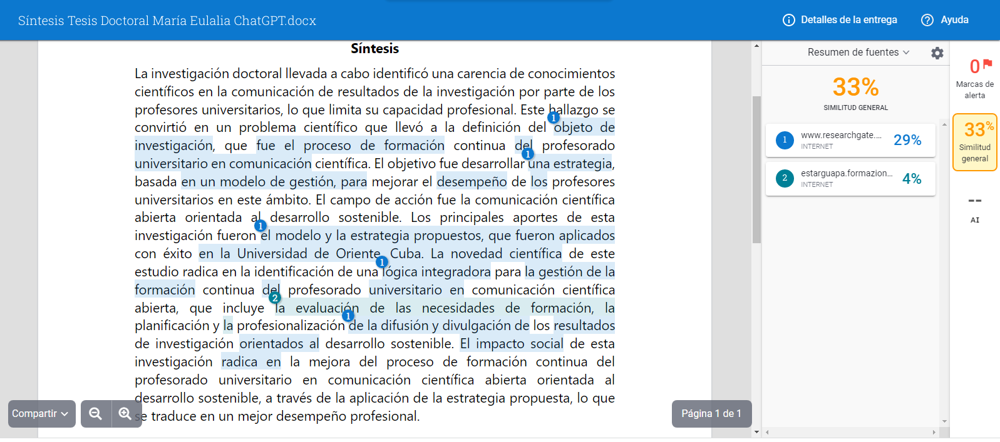 Síntesis Tesis Doctoral María Eulalia ChatGPT.docx
Detalles de la entrega
Ayuda
Síntesis
La investigación doctoral llevada a cabo identificó una carencia de conocimientos
científicos en la comunicación de resultados de la investigación por parte de los
profesores universitarios, lo que limita su capacidad profesional. Este hallazgo se
1
convirtió en un problema científico que llevó a la definición del objeto de
investigación, que fue el proceso de formación continua del profesorado
1
universitario en comunicación científica. El objetivo fue desarrollar una estrategia,
basada en un modelo de gestión, para mejorar el desempeño de los profesores
universitarios en este ámbito. El campo de acción fue la comunicación científica
abierta orientada al desarrollo sostenible. Los principales aportes de esta
1
investigación fueron el modelo y la estrategia propuestos, que fueron aplicados
con éxito en la Universidad de Oriente, Cuba. La novedad científica de este
1
estudio radica en la identificación de una lógica integradora para la gestión de la
formación continua del profesorado universitario en comunicación científica
2
abierta, que incluye la evaluación de las necesidades de formación, la
1
planificación y la profesionalización de la difusión y divulgación de los resultados
de investigación orientados al desarrollo sostenible. El impacto social de esta
investigación radica en la mejora del proceso de formación continua del
profesorado universitario en comunicación científica abierta orientada al
desarrollo sostenible, a través de la aplicación de la estrategia propuesta, lo que
se traduce en un mejor desempeño profesional.
Compartir
Página 1 de 1
Resumen de fuentes
33%
SIMILITUD GENERAL
1 www.researchgate.... 29%
INTERNET
2 estarguapa.formazion... 4%
INTERNET
0
Marcas de
alerta
33%
Similitud
general
--
AI